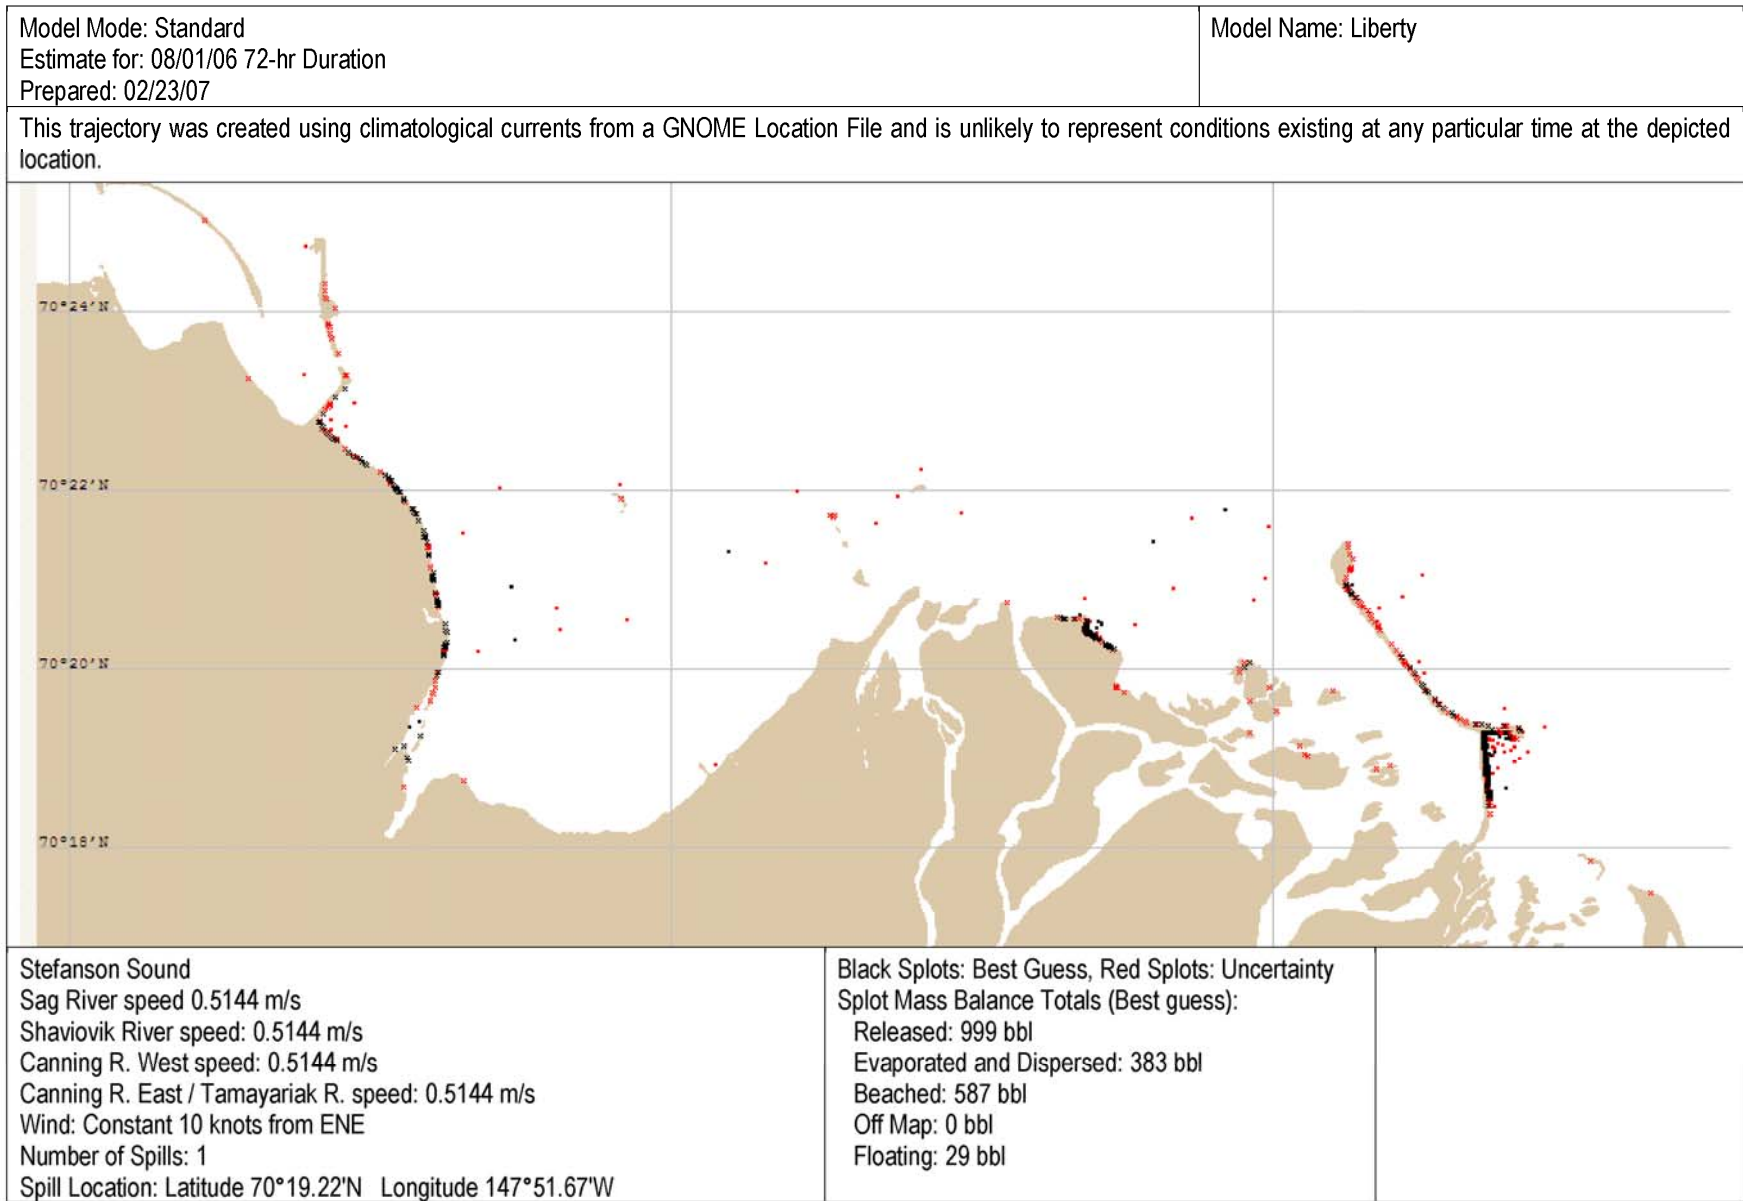 Model Mode: Standard
Estimate for: 08/01/06 72-hr Duration
Prepared: 02/23/07
Model Name: Liberty
This trajectory was created using climatological currents from a GNOME Location File and is unlikely to represent conditions existing at any particular time at the depicted
location.
70°24'N
70°22'N
70°20'N
70°18'N
Stefanson Sound
Sag River speed 0.5144 m/s
Shaviovik River speed: 0.5144 m/s
Canning R. West speed: 0.5144 m/s
Canning R. East / Tamayariak R. speed: 0.5144 m/s
Wind: Constant 10 knots from ENE
Number of Spills: 1
Spill Location: Latitude 70°19.22'N Longitude 147°51.67'W
Black Splots: Best Guess, Red Splots: Uncertainty
Splot Mass Balance Totals (Best guess):
Released: 999 bbl
Evaporated and Dispersed: 383 bbl
Beached: 587 bbl
Off Map: 0 bbl
Floating: 29 bbl